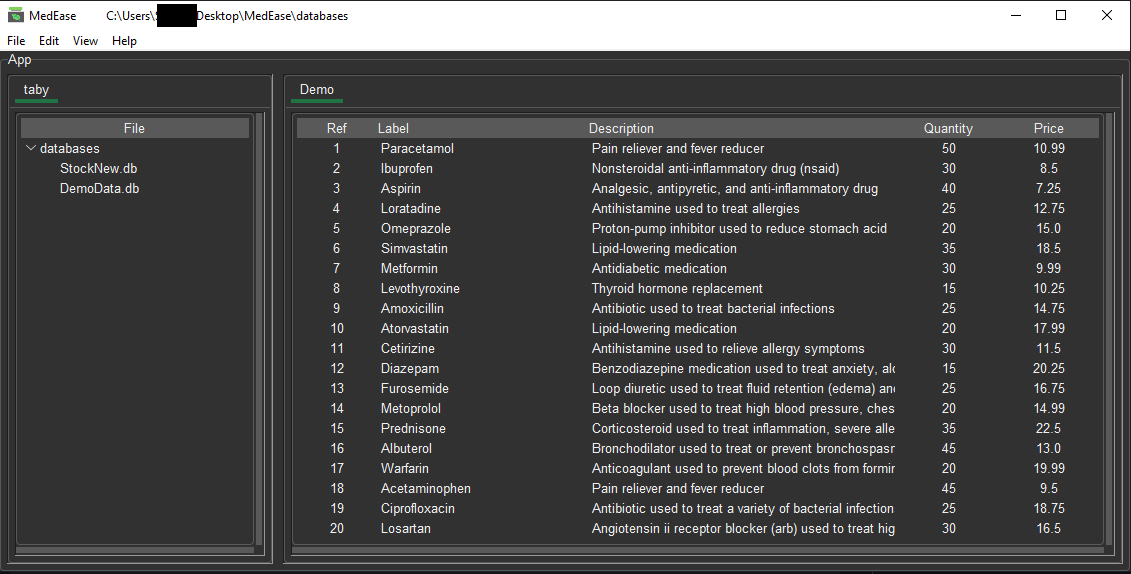 MedEase C:\Users\S Desktop\MedEase\databases
File Edit View Help
App
taby
File
databases
StockNew.db
DemoData.db
Demo
Ref Label Description Quantity Price
1 Paracetamol Pain reliever and fever reducer 50 10.99
2 Ibuprofen Nonsteroidal anti-inflammatory drug (nsaid) 30 8.5
3 Aspirin Analgesic, antipyretic, and anti-inflammatory drug 40 7.25
4 Loratadine Antihistamine used to treat allergies 25 12.75
5 Omeprazole Proton-pump inhibitor used to reduce stomach acid 20 15.0
6 Simvastatin Lipid-lowering medication 35 18.5
7 Metformin Antidiabetic medication 30 9.99
8 Levothyroxine Thyroid hormone replacement 15 10.25
9 Amoxicillin Antibiotic used to treat bacterial infections 25 14.75
10 Atorvastatin Lipid-lowering medication 20 17.99
11 Cetirizine Antihistamine used to relieve allergy symptoms 30 11.5
12 Diazepam Benzodiazepine medication used to treat anxiety, alc 15 20.25
13 Furosemide Loop diuretic used to treat fluid retention (edema) an 25 16.75
14 Metoprolol Beta blocker used to treat high blood pressure, ches 20 14.99
15 Prednisone Corticosteroid used to treat inflammation, severe alle 35 22.5
16 Albuterol Bronchodilator used to treat or prevent bronchospasm 45 13.0
17 Warfarin Anticoagulant used to prevent blood clots from formin 20 19.99
18 Acetaminophen Pain reliever and fever reducer 45 9.5
19 Ciprofloxacin Antibiotic used to treat a variety of bacterial infection 25 18.75
20 Losartan Angiotensin ii receptor blocker (arb) used to treat hig 30 16.5